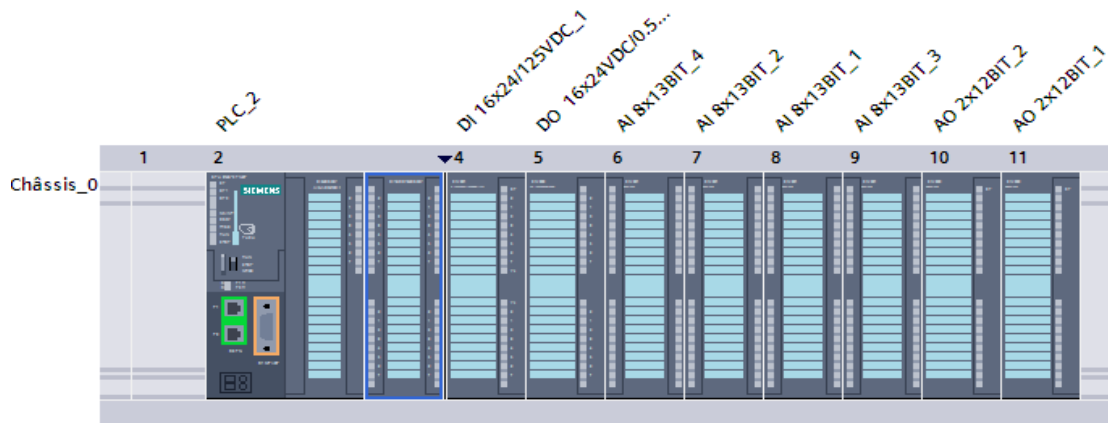 PLC_2
DI 16x24/125VDC_1
DO 16x24VDC/0.5...
AI 8x13BIT_4
AI 8x13BIT_2
AI 8x13BIT_1
AI 8x13BIT_3
AO 2x12BIT_2
AO 2x12BIT_1
1 2 4 5 6 7 8 9 10 11
Châssis_0
SIEMENS